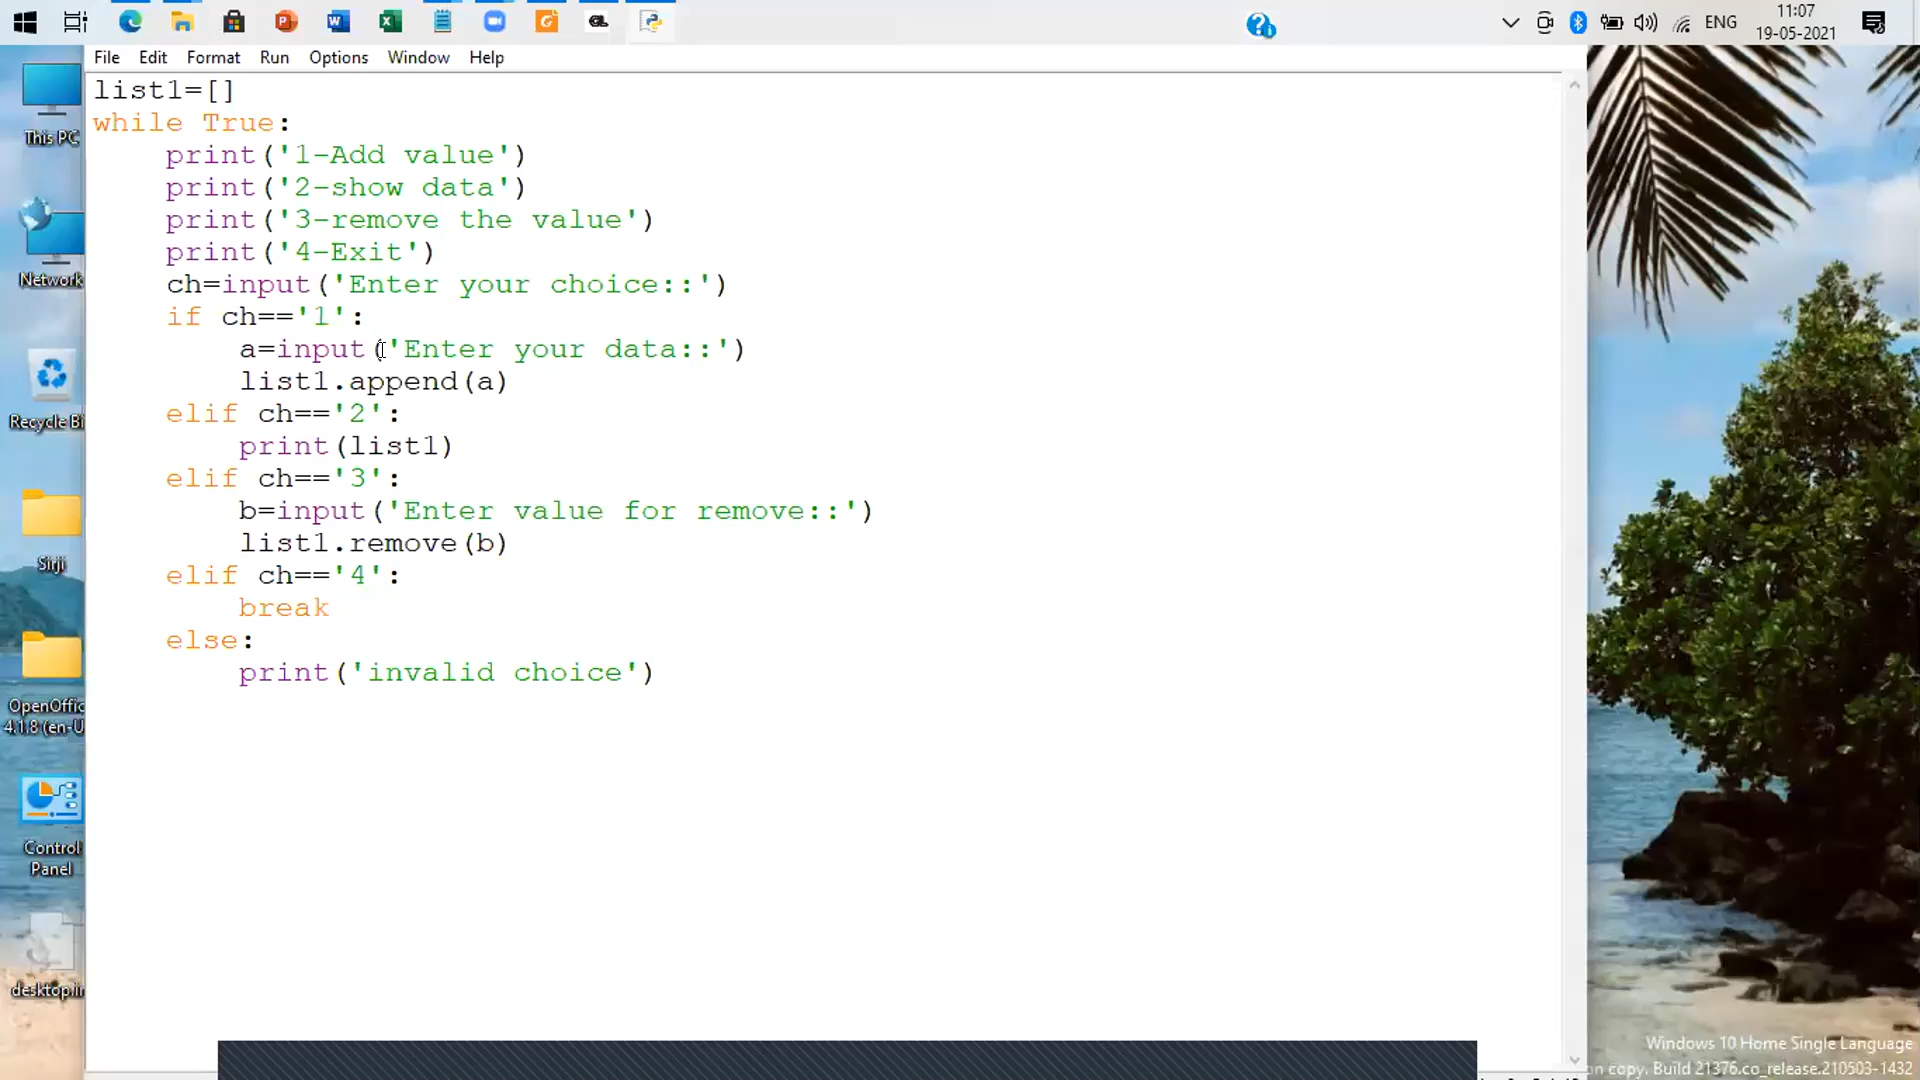 ENG
11:07
19-05-2021
File Edit Format Run Options Window Help
list1=[]
while True:
print('1-Add value')
print('2-show data')
print('3-remove the value')
print('4-Exit')
ch=input('Enter your choice::')
if ch=='1':
a=input('Enter your data::')
list1.append(a)
elif ch=='2':
print(list1)
elif ch=='3':
b=input('Enter value for remove::')
list1.remove(b)
elif ch=='4':
break
else:
print('invalid choice')
This PC
Network
Recycle Bi
Sirji
OpenOffic
4.1.8 (en-U
Control
Panel
desktop.in
Windows 10 Home Single Language
on copy. Build 21376.co_release.210503-1432